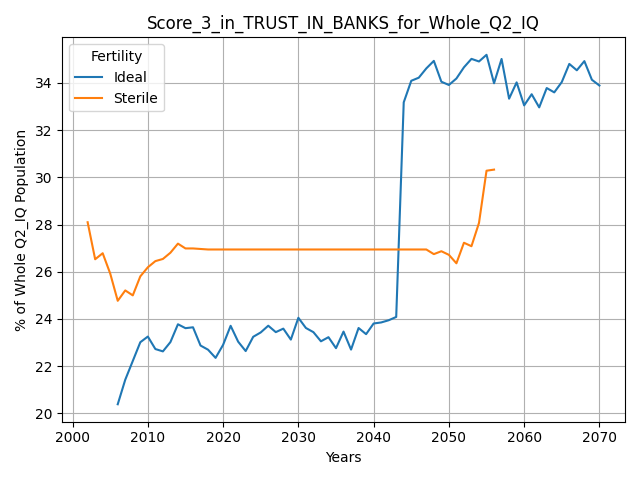 Score_3_in_TRUST_IN_BANKS_for_Whole_Q2_IQ
Fertility
Ideal
Sterile
% of Whole Q2_IQ Population
34
32
30
28
26
24
22
20
2000
2010
2020
2030
2040
2050
2060
2070
Years